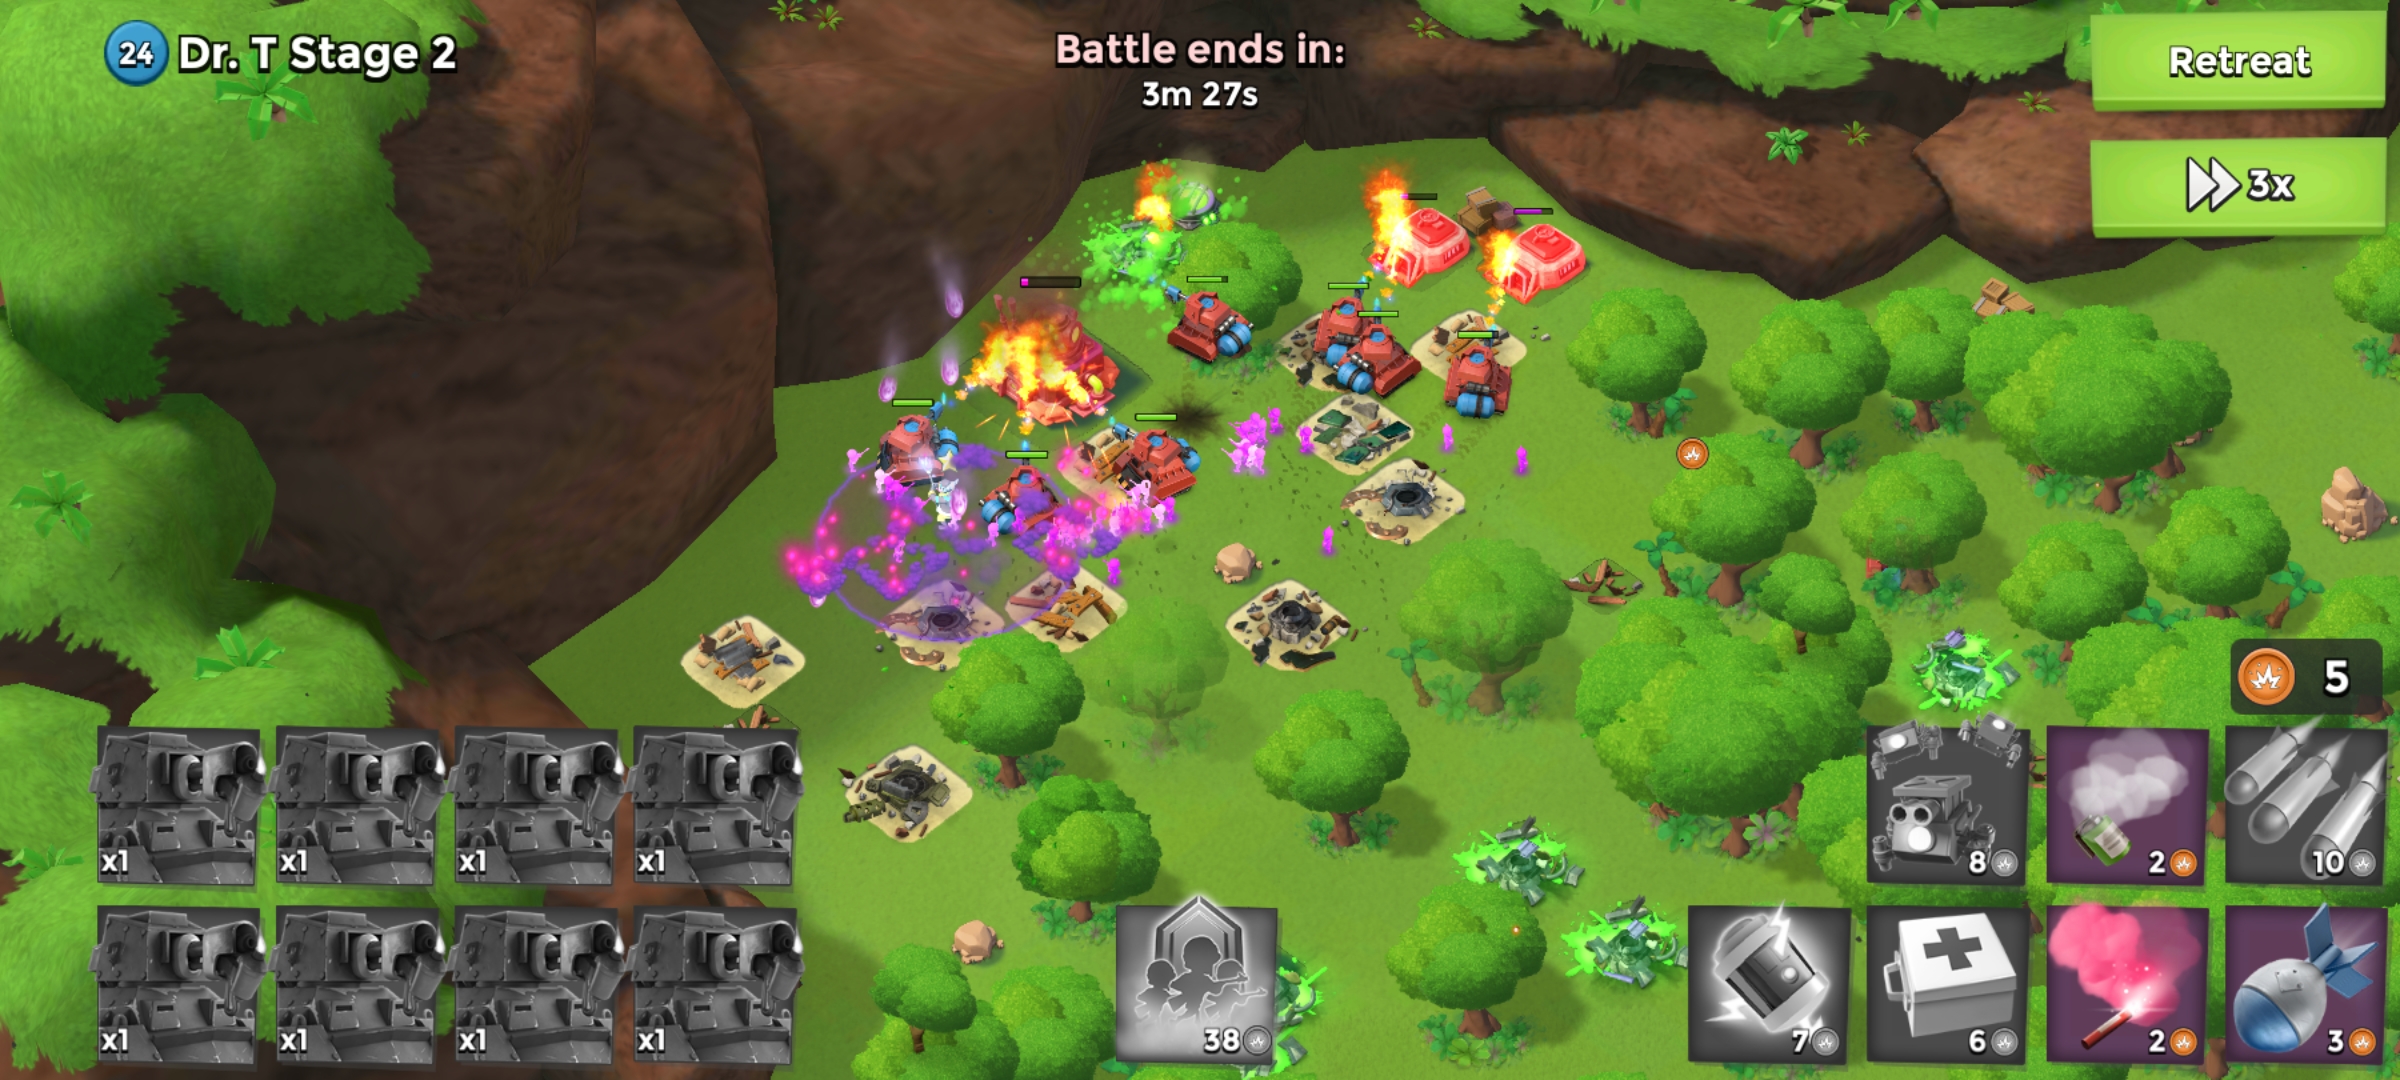 24 Dr. T Stage 2
Battle ends in:
3m 27s
Retreat
3x
5
x1 x1 x1 x1
8 2 10
x1 x1 x1 x1
38 7 6 2 3